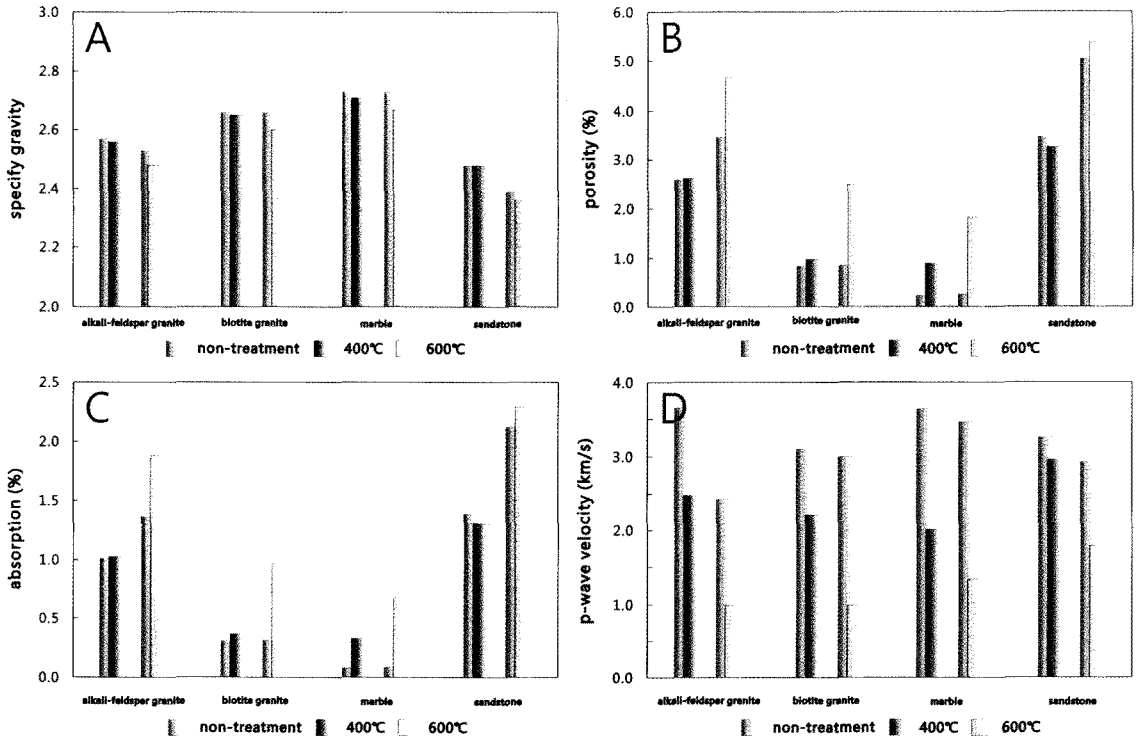 A
3.0
2.8
2.6
2.4
2.2
2.0
specify gravity
alkali-feldspar granite biotite granite marble sandstone
non-treatment 400℃ 600℃
B
6.0
5.0
4.0
3.0
2.0
1.0
0.0
porosity (%)
alkali-feldspar granite biotite granite marble sandstone
non-treatment 400℃ 600℃
C
2.5
2.0
1.5
1.0
0.5
0.0
absorption (%)
alkali-feldspar granite biotite granite marble sandstone
non-treatment 400℃ 600℃
D
4.0
3.0
2.0
1.0
0.0
p-wave velocity (km/s)
alkali-feldspar granite biotite granite marble sandstone
non-treatment 400℃ 600℃